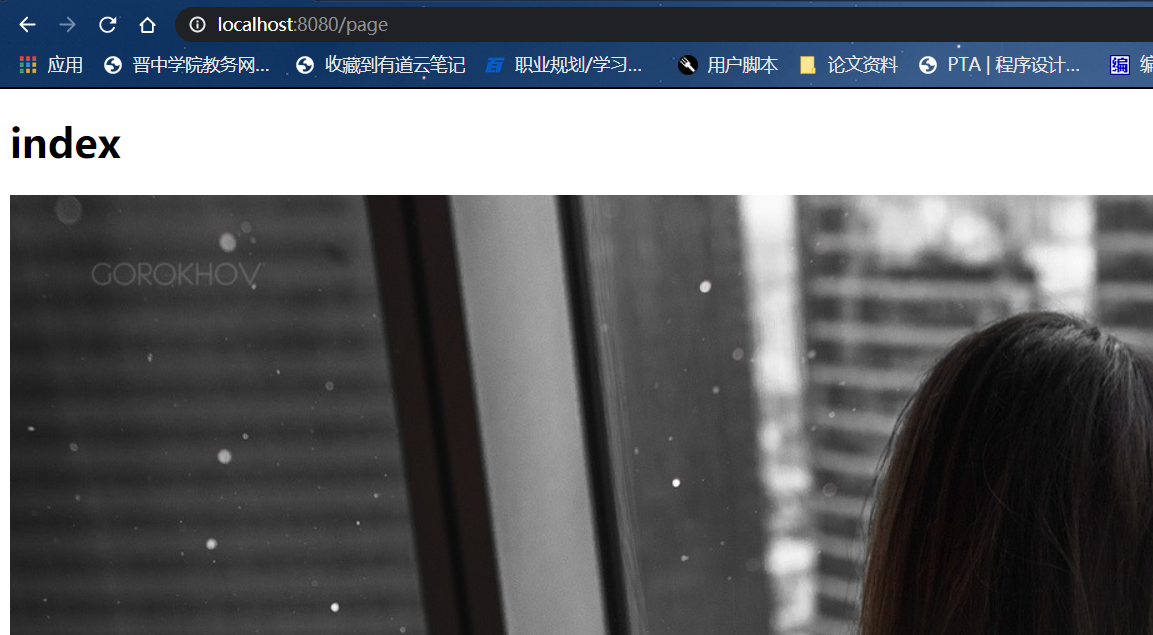 localhost:8080/page
应用 晋中学院教务网... 收藏到有道云笔记 百 职业规划/学习... 用户脚本 论文资料 PTA | 程序设计... 编 编
index
GOROKHOV